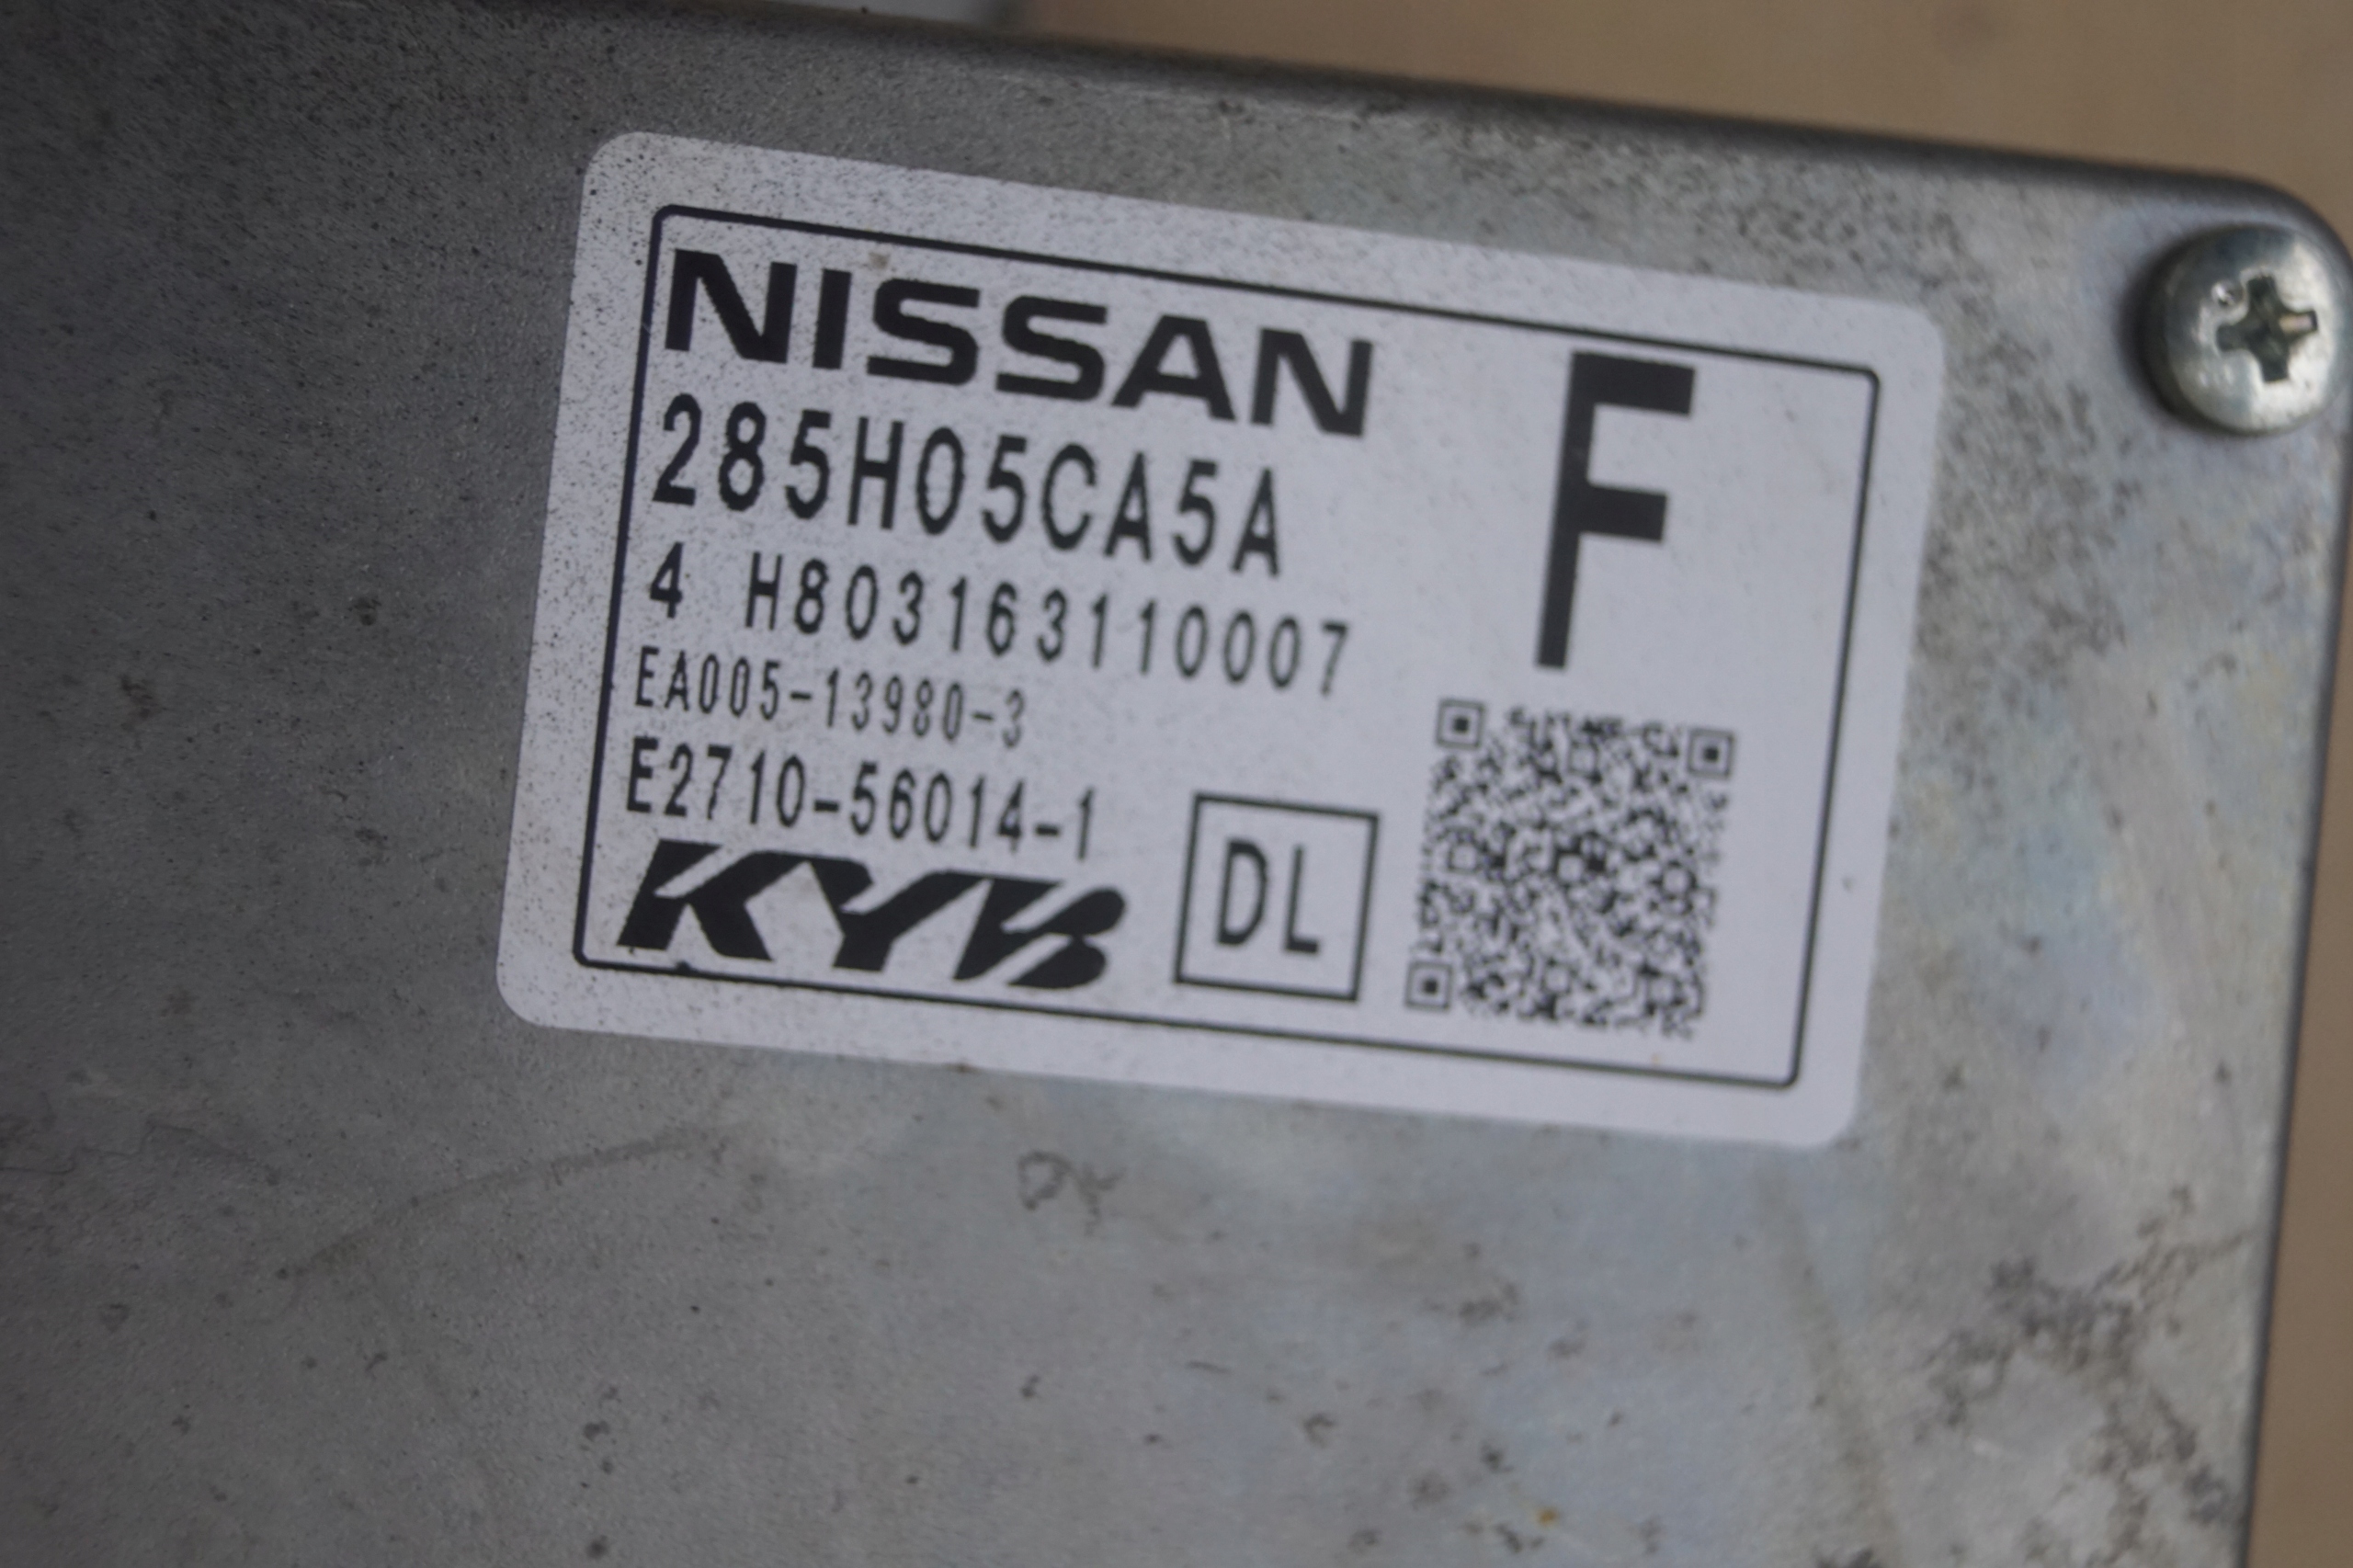 NISSAN
F
285H05CA5A
4 H803163110007
EA005-13980-3
E2710-56014-1
KYB
DL